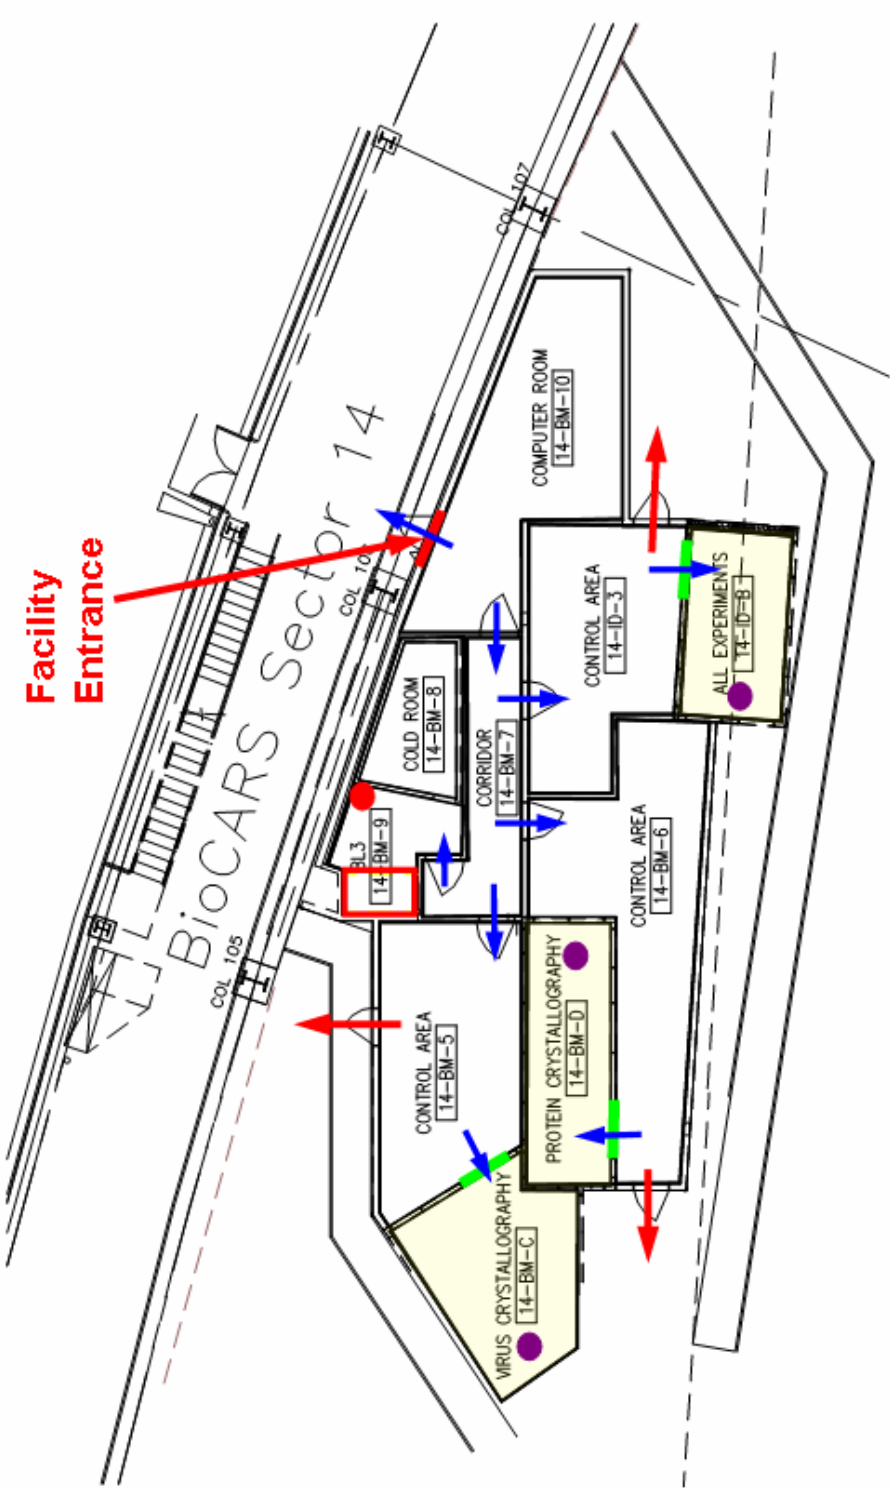 Facility
Entrance
BioCARS Sector 14
COL 107
COL 105
COMPUTER ROOM
14-BM-10
CONTROL AREA
14-ID-3
ALL EXPERIMENTS
14-ID-B
COLD ROOM
14-BM-8
CORRIDOR
14-BM-7
BL3
14-BM-9
CONTROL AREA
14-BM-6
CONTROL AREA
14-BM-5
PROTEIN CRYSTALLOGRAPHY
14-BM-D
VIRUS CRYSTALLOGRAPHY
14-BM-C